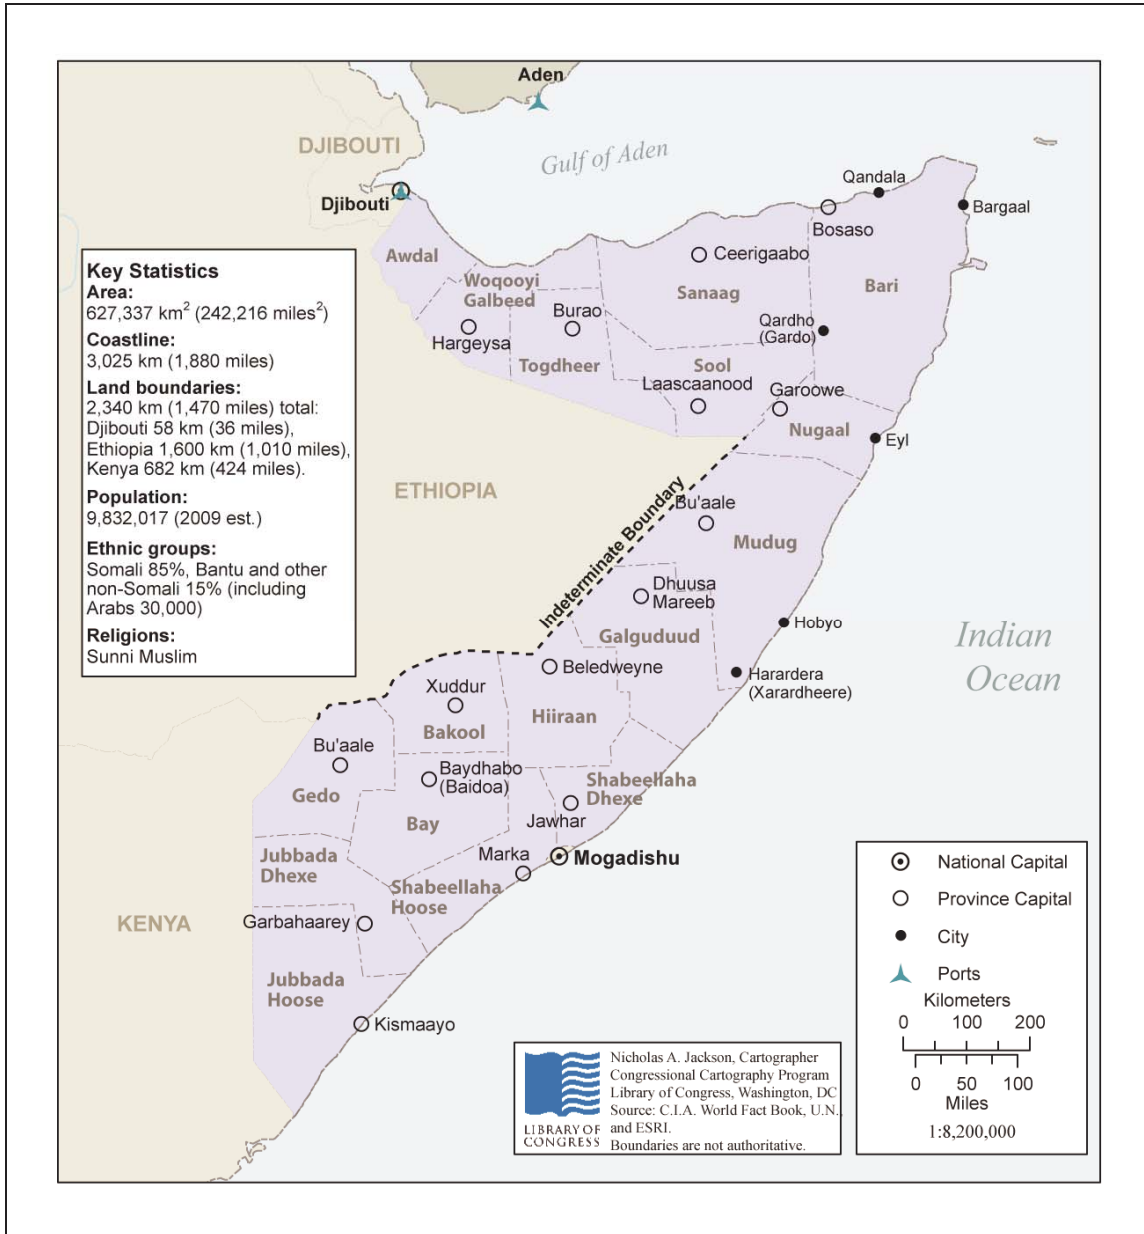 Aden
DJIBOUTI
Gulf of Aden
Djibouti
Qandala
Bargaal
Bosaso
Awdal
Ceerigaabo
Woqooyi
Galbeed
Sanaag
Bari
Burao
Hargeysa
Qardho
(Gardo)
Togdheer
Sool
Laascaanood
Garoowe
Nugaal
Eyl
Key Statistics
Area:
627,337 km² (242,216 miles²)
Coastline:
3,025 km (1,880 miles)
Land boundaries:
2,340 km (1,470 miles) total:
Djibouti 58 km (36 miles),
Ethiopia 1,600 km (1,010 miles),
Kenya 682 km (424 miles).
Population:
9,832,017 (2009 est.)
Ethnic groups:
Somali 85%, Bantu and other
non-Somali 15% (including
Arabs 30,000)
Religions:
Sunni Muslim
ETHIOPIA
Indeterminate Boundary
Bu'aale
Mudug
Dhuusa
Mareeb
Galguduud
Hobyo
Indian
Ocean
Beledweyne
Harardera
(Xarardheere)
Xuddur
Hiiraan
Bakool
Bu'aale
Baydhabo
(Baidoa)
Gedo
Shabeellaha
Dhexe
Bay
Jawhar
Jubbada
Dhexe
Marka
Mogadishu
Shabeellaha
Hoose
KENYA
Garbahaarey
Jubbada
Hoose
Kismaayo
National Capital
Province Capital
City
Ports
Kilometers
0 100 200
0 50 100
Miles
1:8,200,000
LIBRARY OF
CONGRESS
Nicholas A. Jackson, Cartographer
Congressional Cartography Program
Library of Congress, Washington, DC
Source: C.I.A. World Fact Book, U.N.,
and ESRI.
Boundaries are not authoritative.